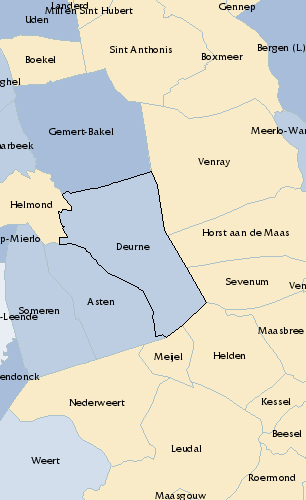 Landerd
Mill en Sint Hubert
Gennep
Uden
Sint Anthonis
Bergen (L)
Boekel
Boxmeer
ghel
Gemert-Bakel
Meerlo-Wa
arbeek
Venray
Helmond
Horst aan de Maas
p-Mierlo
Deurne
Sevenum
Ven
Asten
Someren
-Leende
Maasbree
Meijel
Helden
endonck
Nederweert
Kessel
Beesel
Leudal
Weert
Roermond
Maasgouw